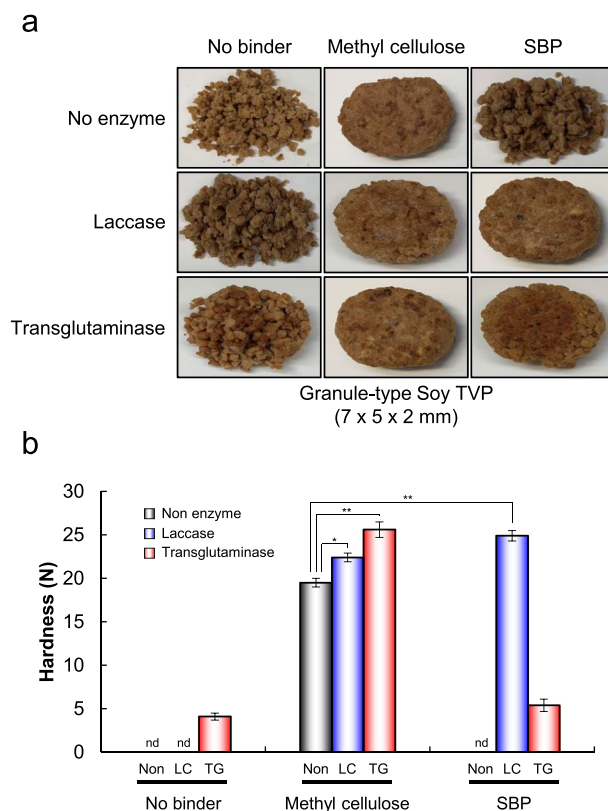 a
No binder Methyl cellulose SBP
No enzyme
Laccase
Transglutaminase
Granule-type Soy TVP
(7 x 5 x 2 mm)
b
Hardness (N)
30
25
20
15
10
5
0
Non enzyme
Laccase
Transglutaminase
** 
**
*
nd nd nd
Non LC TG Non LC TG Non LC TG
No binder Methyl cellulose SBP